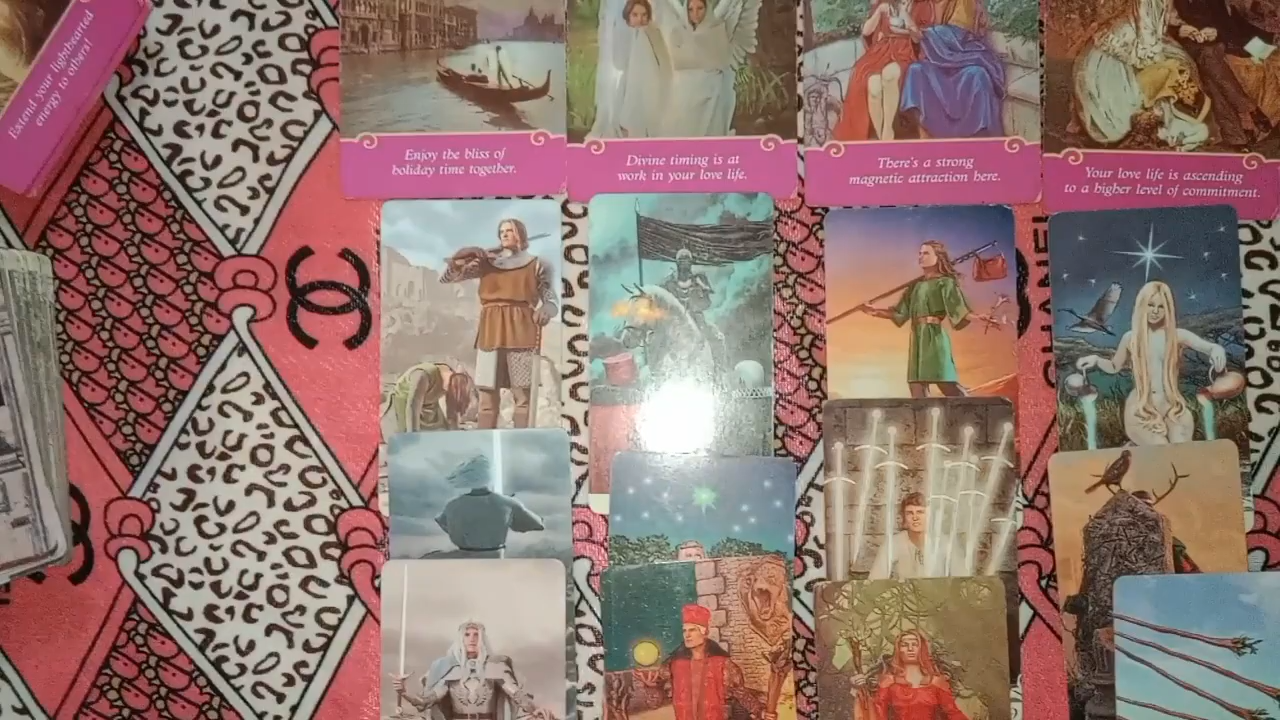 Extend your lighthearted
energy to others!
Enjoy the bliss of
holiday time together.
Divine timing is at
work in your love life.
There's a strong
magnetic attraction here.
Your love life is ascending
to a higher level of commitment.
CHANEL